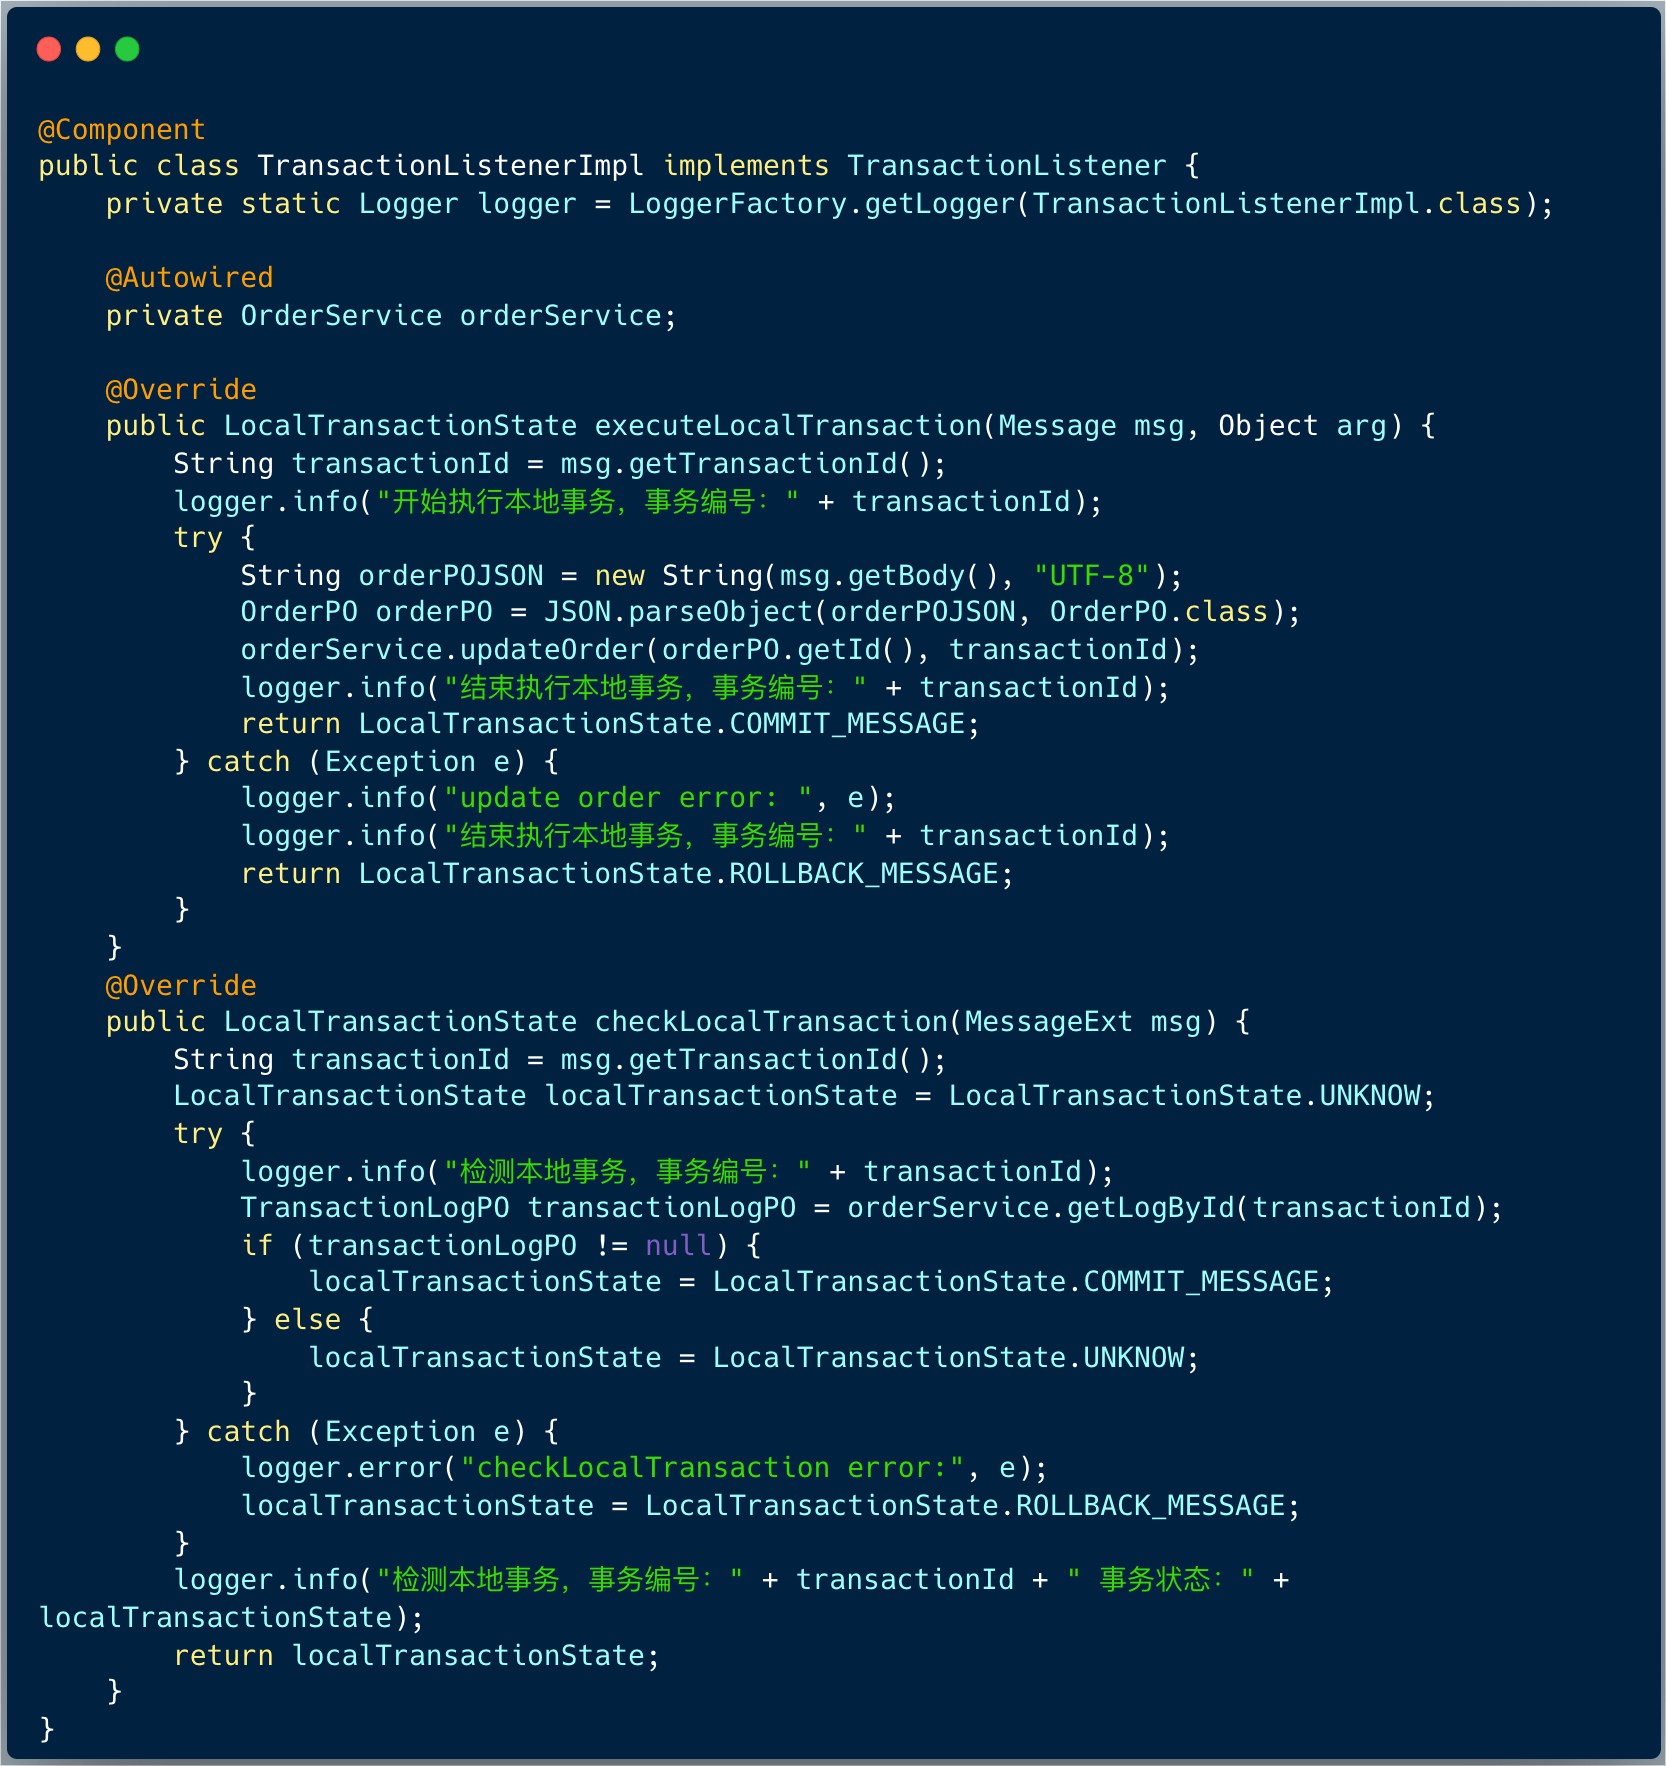 @Component
public class TransactionListenerImpl implements TransactionListener {
    private static Logger logger = LoggerFactory.getLogger(TransactionListenerImpl.class);

    @Autowired
    private OrderService orderService;

    @Override
    public LocalTransactionState executeLocalTransaction(Message msg, Object arg) {
        String transactionId = msg.getTransactionId();
        logger.info("开始执行本地事务，事务编号：" + transactionId);
        try {
            String orderPOJSON = new String(msg.getBody(), "UTF-8");
            OrderPO orderPO = JSON.parseObject(orderPOJSON, OrderPO.class);
            orderService.updateOrder(orderPO.getId(), transactionId);
            logger.info("结束执行本地事务，事务编号：" + transactionId);
            return LocalTransactionState.COMMIT_MESSAGE;
        } catch (Exception e) {
            logger.info("update order error: ", e);
            logger.info("结束执行本地事务，事务编号：" + transactionId);
            return LocalTransactionState.ROLLBACK_MESSAGE;
        }
    }
    @Override
    public LocalTransactionState checkLocalTransaction(MessageExt msg) {
        String transactionId = msg.getTransactionId();
        LocalTransactionState localTransactionState = LocalTransactionState.UNKNOW;
        try {
            logger.info("检测本地事务，事务编号：" + transactionId);
            TransactionLogPO transactionLogPO = orderService.getLogById(transactionId);
            if (transactionLogPO != null) {
                localTransactionState = LocalTransactionState.COMMIT_MESSAGE;
            } else {
                localTransactionState = LocalTransactionState.UNKNOW;
            }
        } catch (Exception e) {
            logger.error("checkLocalTransaction error:", e);
            localTransactionState = LocalTransactionState.ROLLBACK_MESSAGE;
        }
        logger.info("检测本地事务，事务编号：" + transactionId + " 事务状态：" +
localTransactionState);
        return localTransactionState;
    }
}